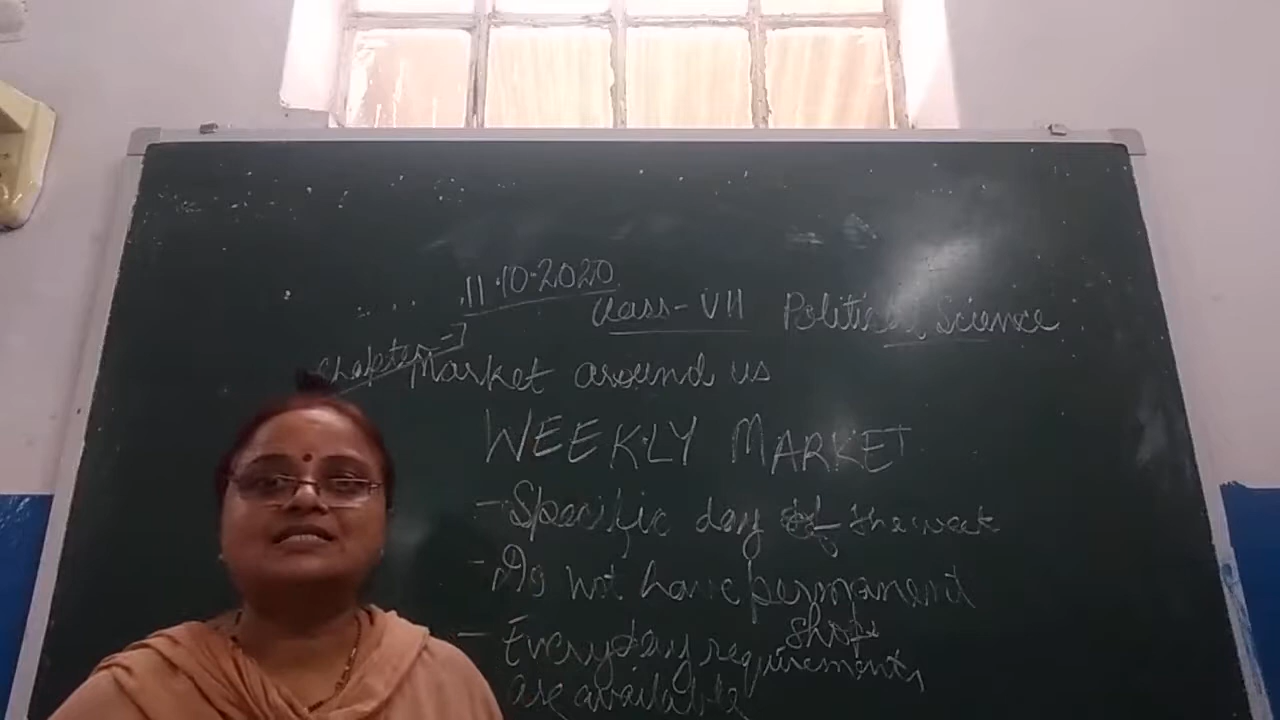 11.10.2020
Class-VII Political Science
Chapter-7
Market around us
WEEKLY MARKET
- Specific day of the week
- Do not have permanent
shops
- Everyday requirements
are available